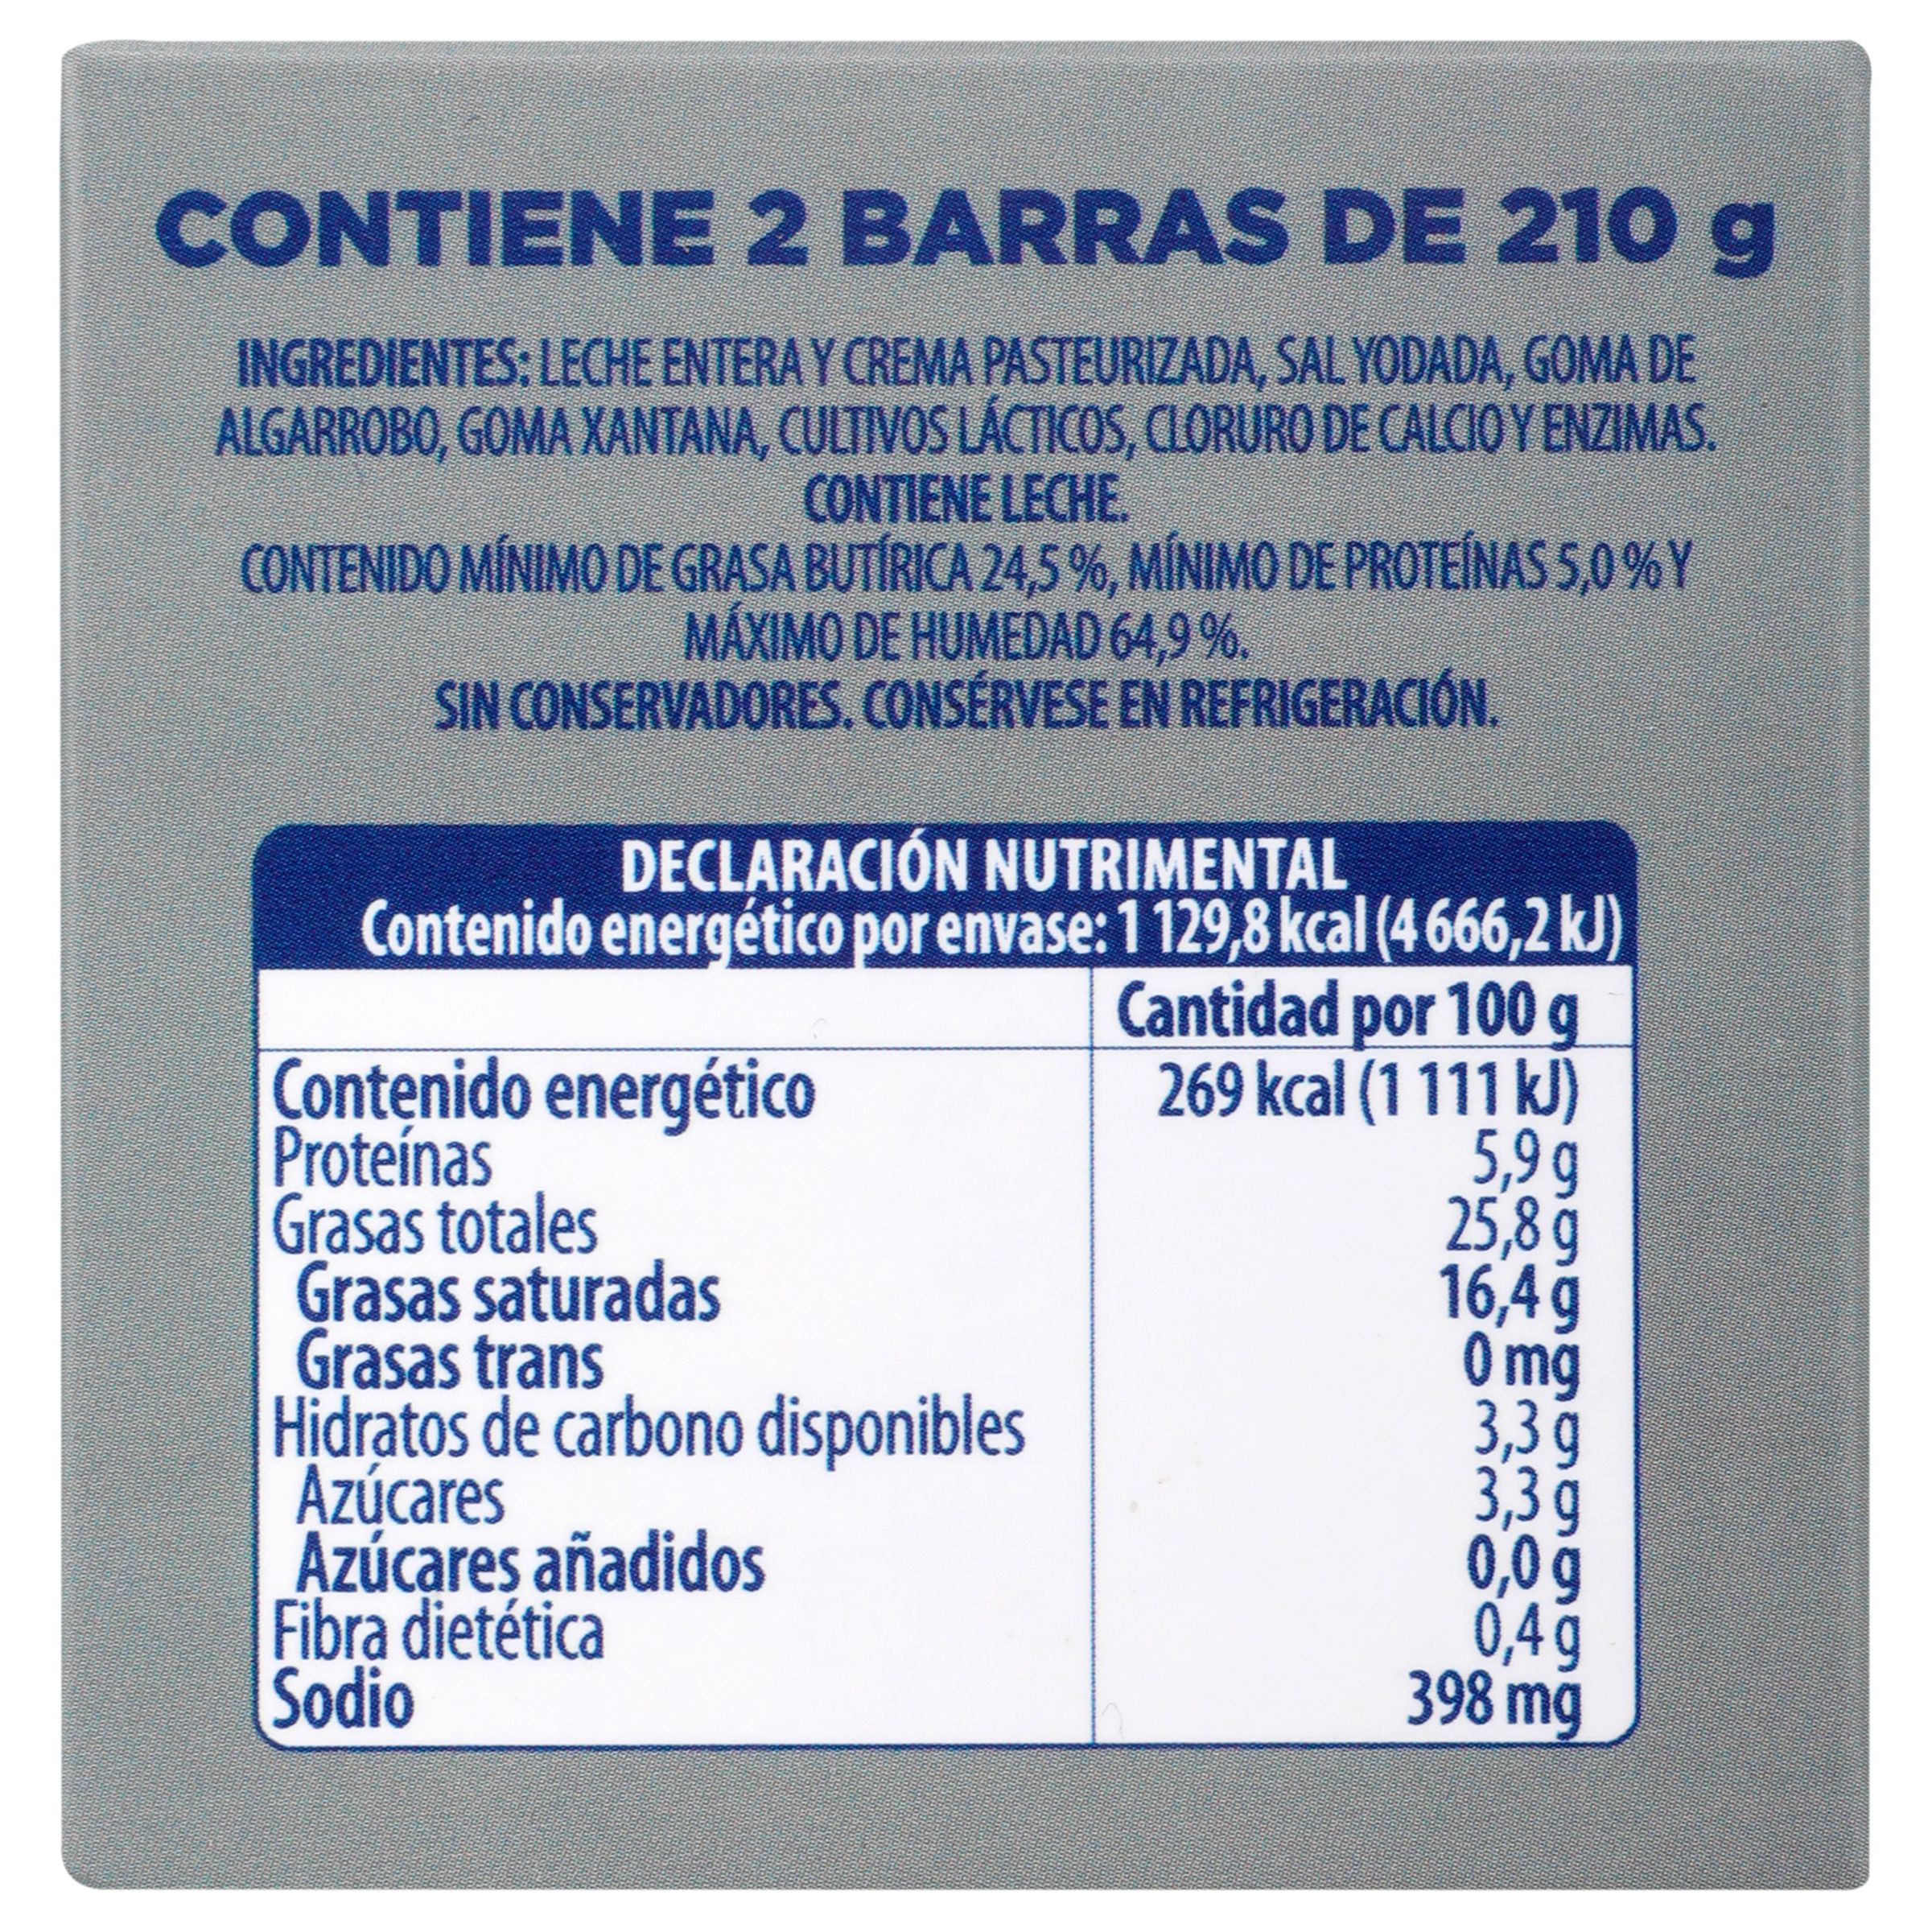 CONTIENE 2 BARRAS DE 210 g
INGREDIENTES: LECHE ENTERA Y CREMA PASTEURIZADA, SAL YODADA, GOMA DE
ALGARROBO, GOMA XANTANA, CULTIVOS LÁCTICOS, CLORURO DE CALCIO Y ENZIMAS.
CONTIENE LECHE.
CONTENIDO MÍNIMO DE GRASA BUTÍRICA 24,5 %, MÍNIMO DE PROTEÍNAS 5,0 % Y
MÁXIMO DE HUMEDAD 64,9 %.
SIN CONSERVADORES. CONSÉRVESE EN REFRIGERACIÓN.
DECLARACIÓN NUTRIMENTAL
Contenido energético por envase: 1 129,8 kcal (4 666,2 kJ)
Cantidad por 100 g
Contenido energético 269 kcal (1 111 kJ)
Proteínas 5,9 g
Grasas totales 25,8 g
Grasas saturadas 16,4 g
Grasas trans 0 mg
Hidratos de carbono disponibles 3,3 g
Azúcares 3,3 g
Azúcares añadidos 0,0 g
Fibra dietética 0,4 g
Sodio 398 mg